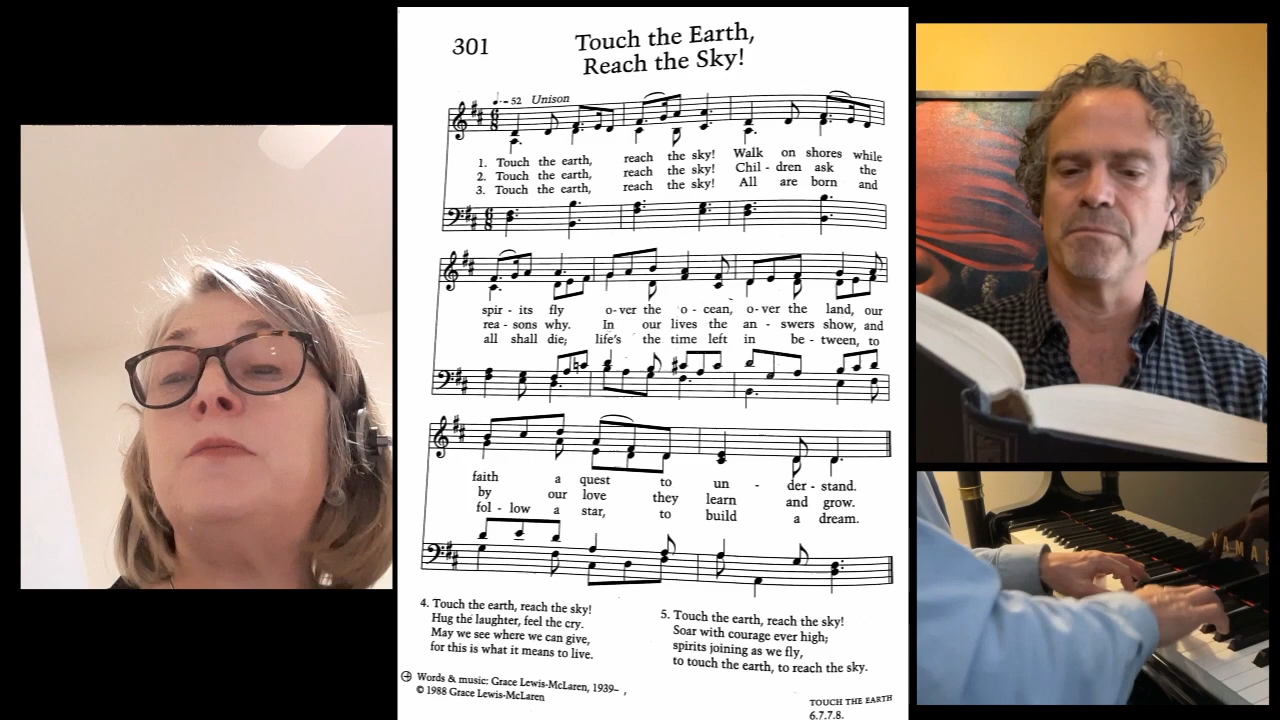 301
Touch the Earth,
Reach the Sky!
= 52 Unison
1. Touch the earth, reach the sky! Walk on shores while
2. Touch the earth, reach the sky! Chil - dren ask the
3. Touch the earth, reach the sky! All are born and
spir - its fly o - ver the o - cean, o - ver the land, our
rea - sons why. In our lives the an - swers show, and
all shall die; life's the time left in be - tween, to
faith a quest to un - der - stand.
by our love they learn and grow.
fol - low a star, to build a dream.
4. Touch the earth, reach the sky!
Hug the laughter, feel the cry.
May we see where we can give,
for this is what it means to live.
5. Touch the earth, reach the sky!
Soar with courage ever high;
spirits joining as we fly,
to touch the earth, to reach the sky.
Words & music: Grace Lewis-McLaren, 1939– ,
© 1988 Grace Lewis-McLaren
TOUCH THE EARTH
6.7.7.8.
YAMA